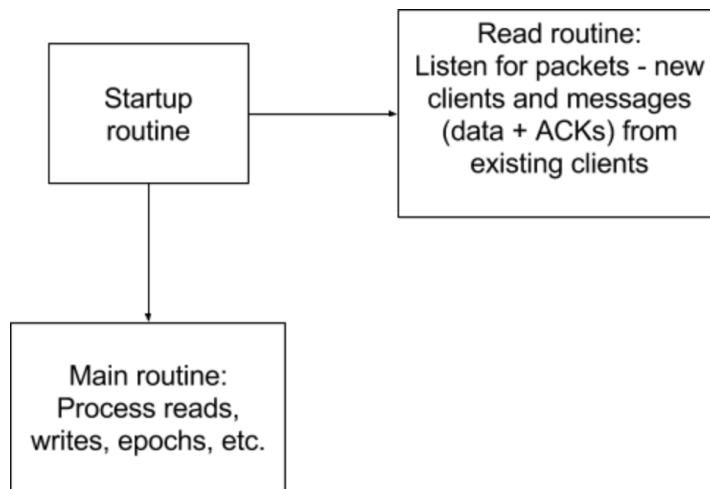 Startup
routine
Read routine:
Listen for packets - new
clients and messages
(data + ACKs) from
existing clients
Main routine:
Process reads,
writes, epochs, etc.